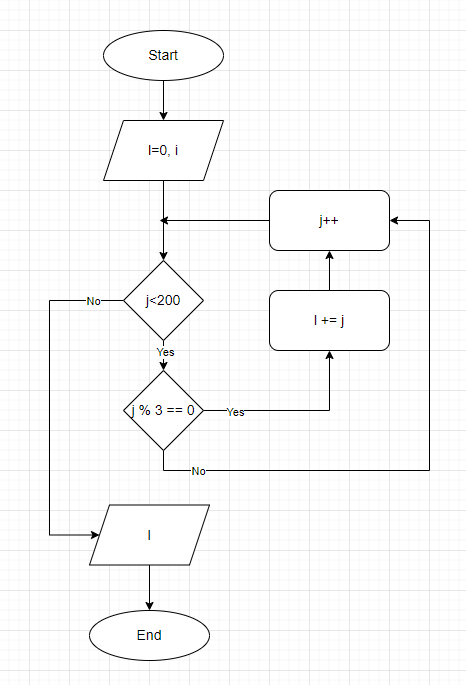 Start
I=0, i
j++
j<200
No
I += j
Yes
j % 3 == 0
Yes
No
I
End